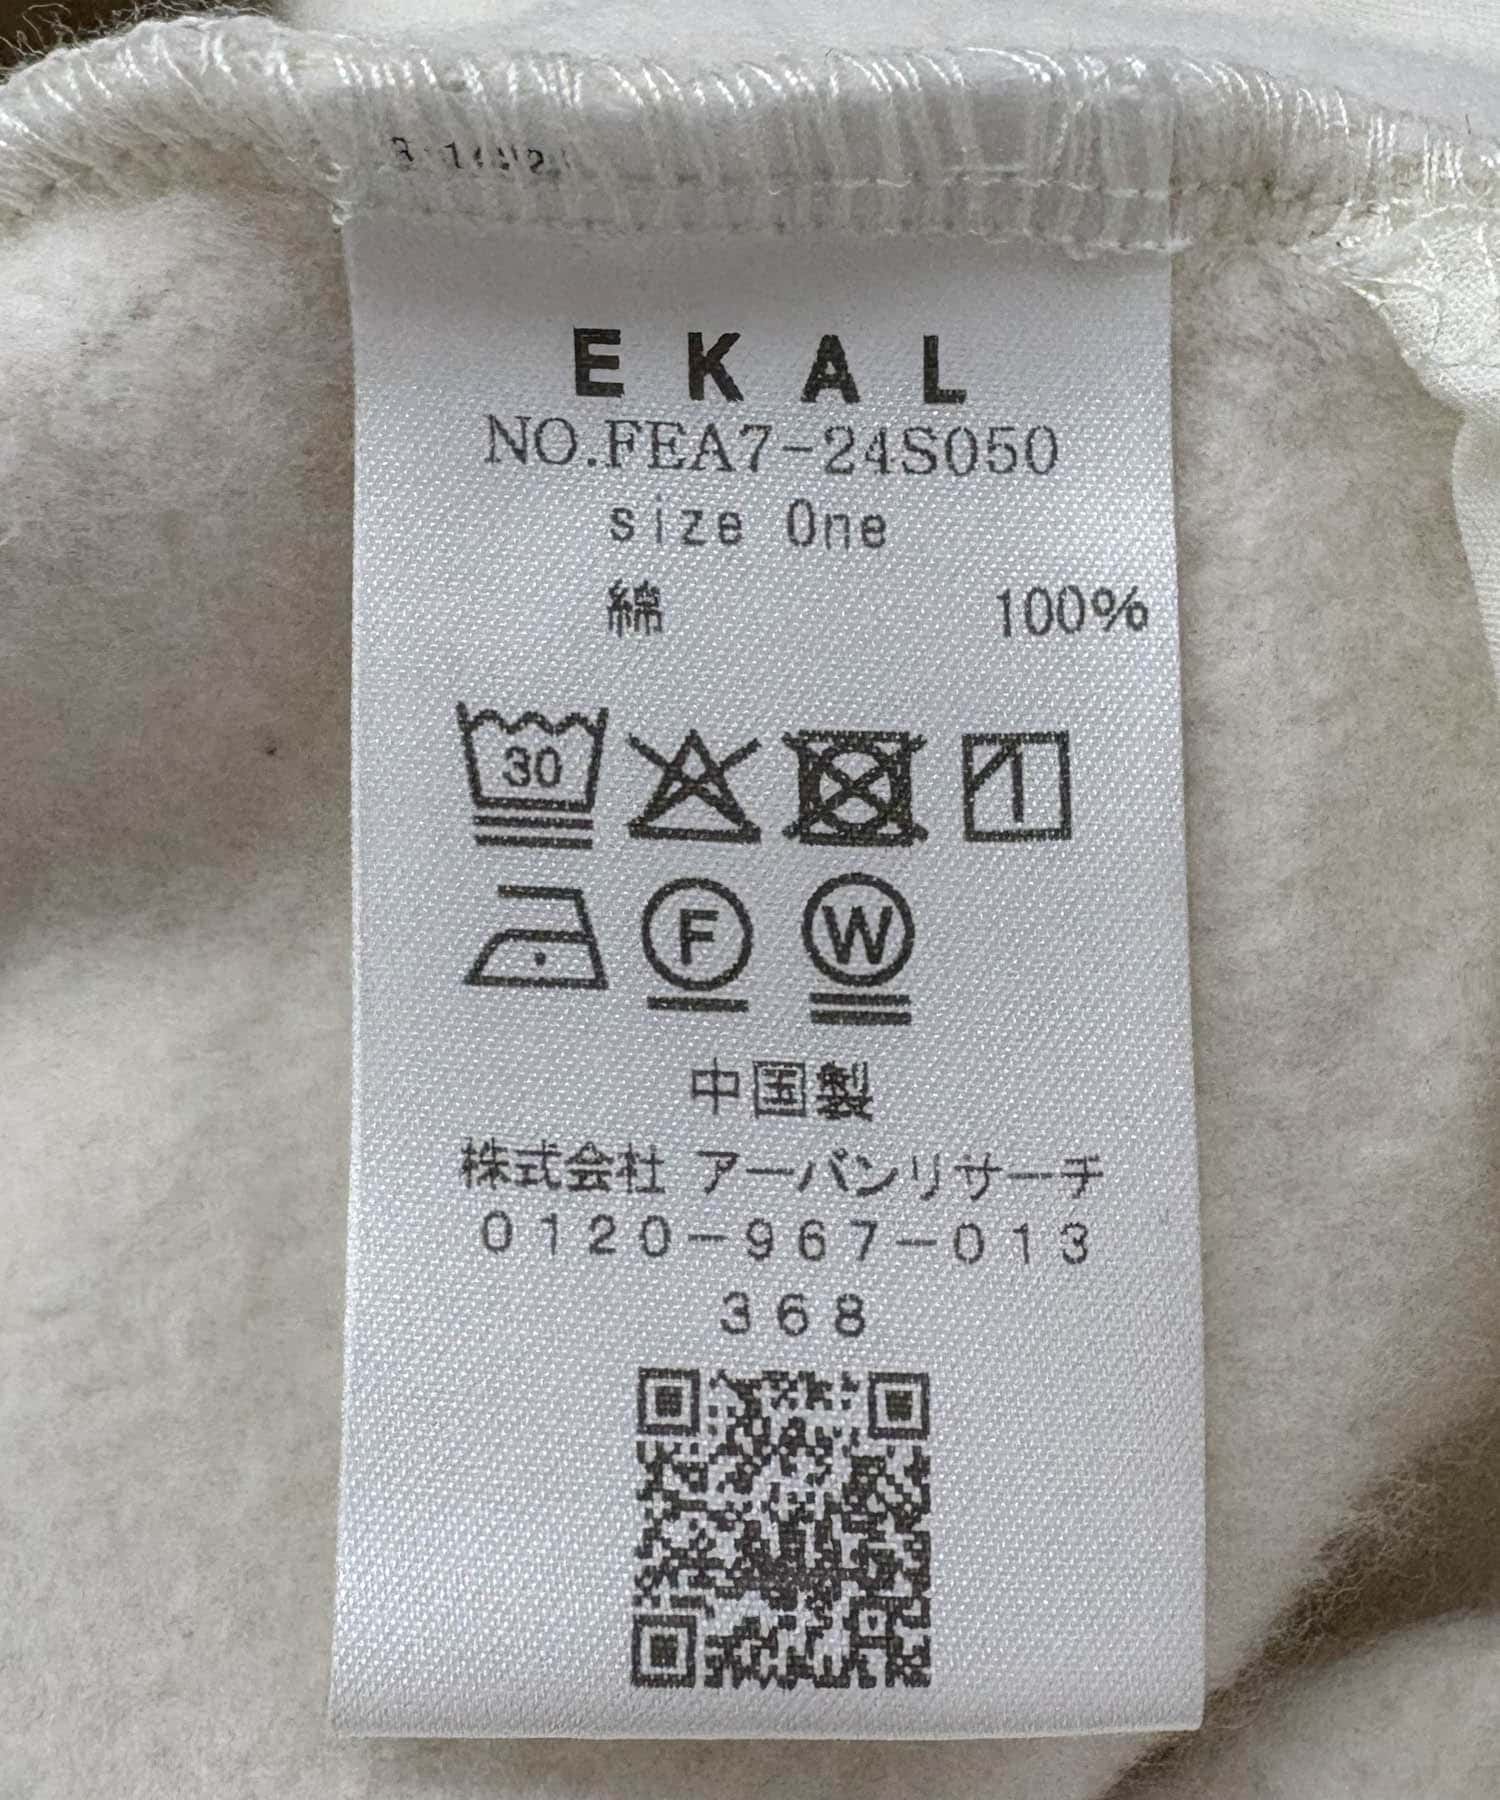 EKAL
NO.FEA7-24S050
size One
綿 100%
30
F W
中国製
株式会社 アーバンリサーチ
0120-967-013
368